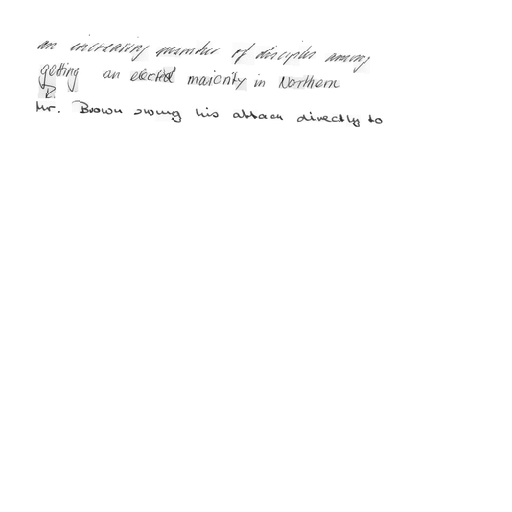 an increasing number of disciples among
getting an elected majority in Northern
Mr. Brown swung his attack directly to